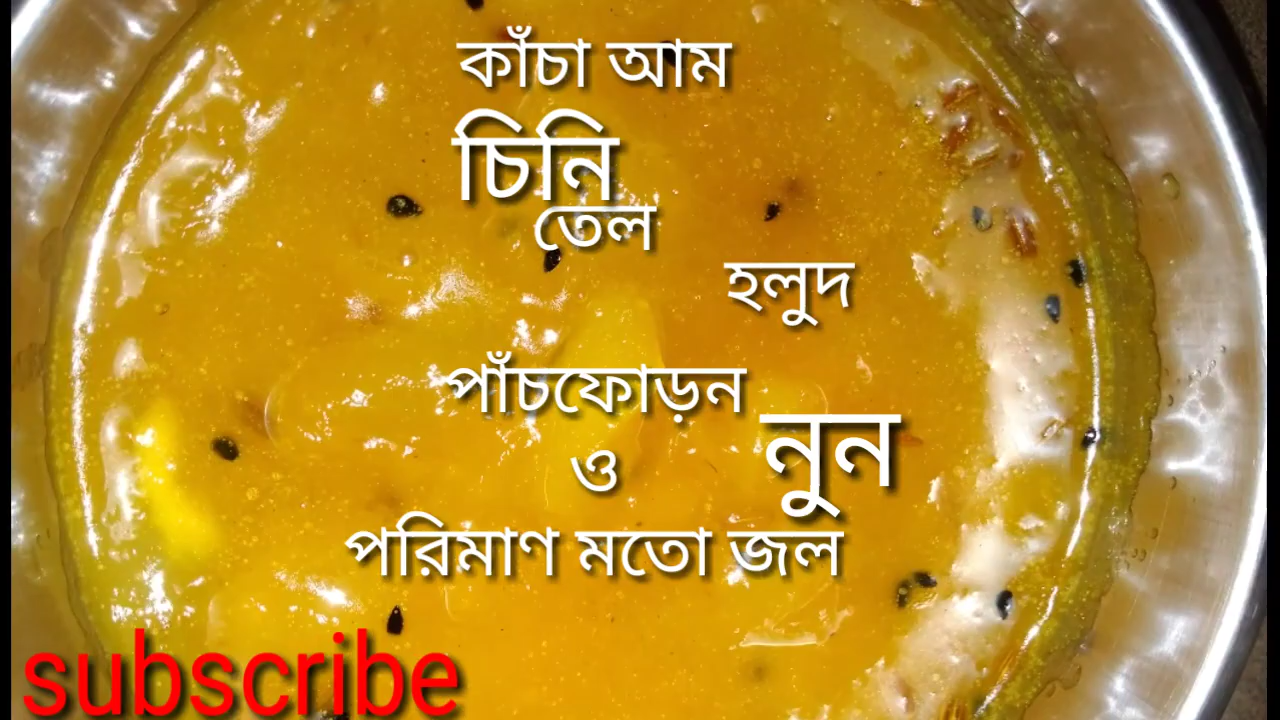 কাঁচা আম
চিনি
তেল
হলুদ
পাঁচফোড়ন
নুন
ও
পরিমাণ মতো জল
subscribe